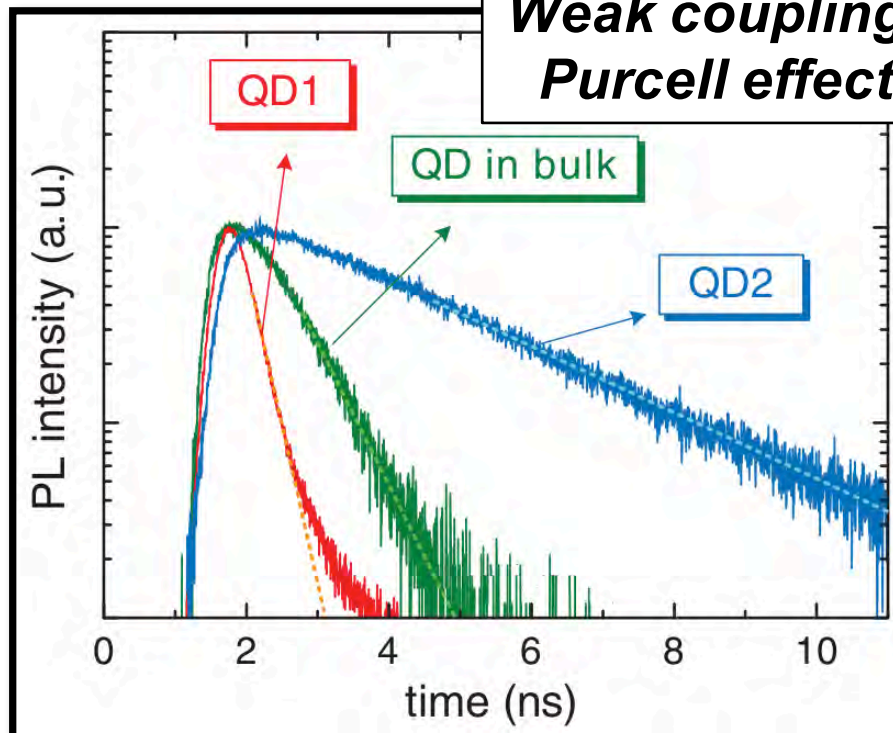 Weak coupling
Purcell effect
QD1
QD in bulk
QD2
PL intensity (a.u.)
0 2 4 6 8 10
time (ns)